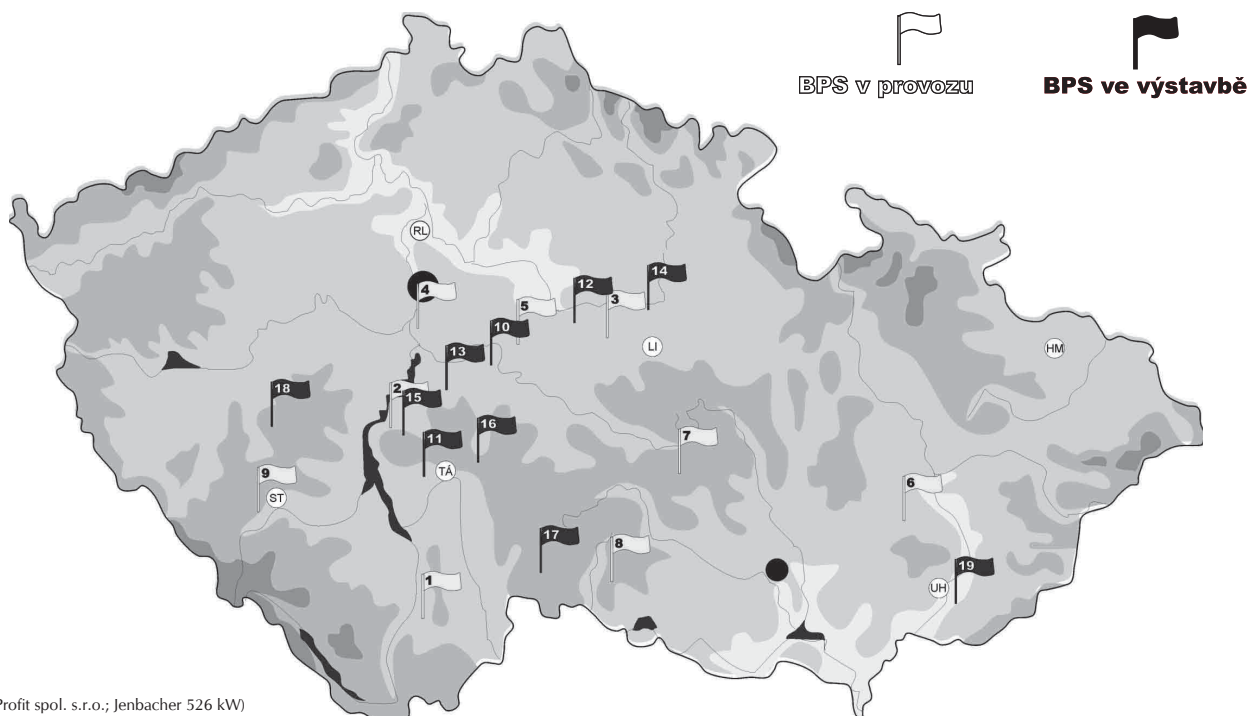 BPS v provozu
BPS ve výstavbě
RL
14
4
12
3
5
10
LI
HM
13
18
2
15
16
11
7
9
TÁ
6
ST
17
8
19
1
UH
Profit spol. s.r.o.; Jenbacher 526 kW)